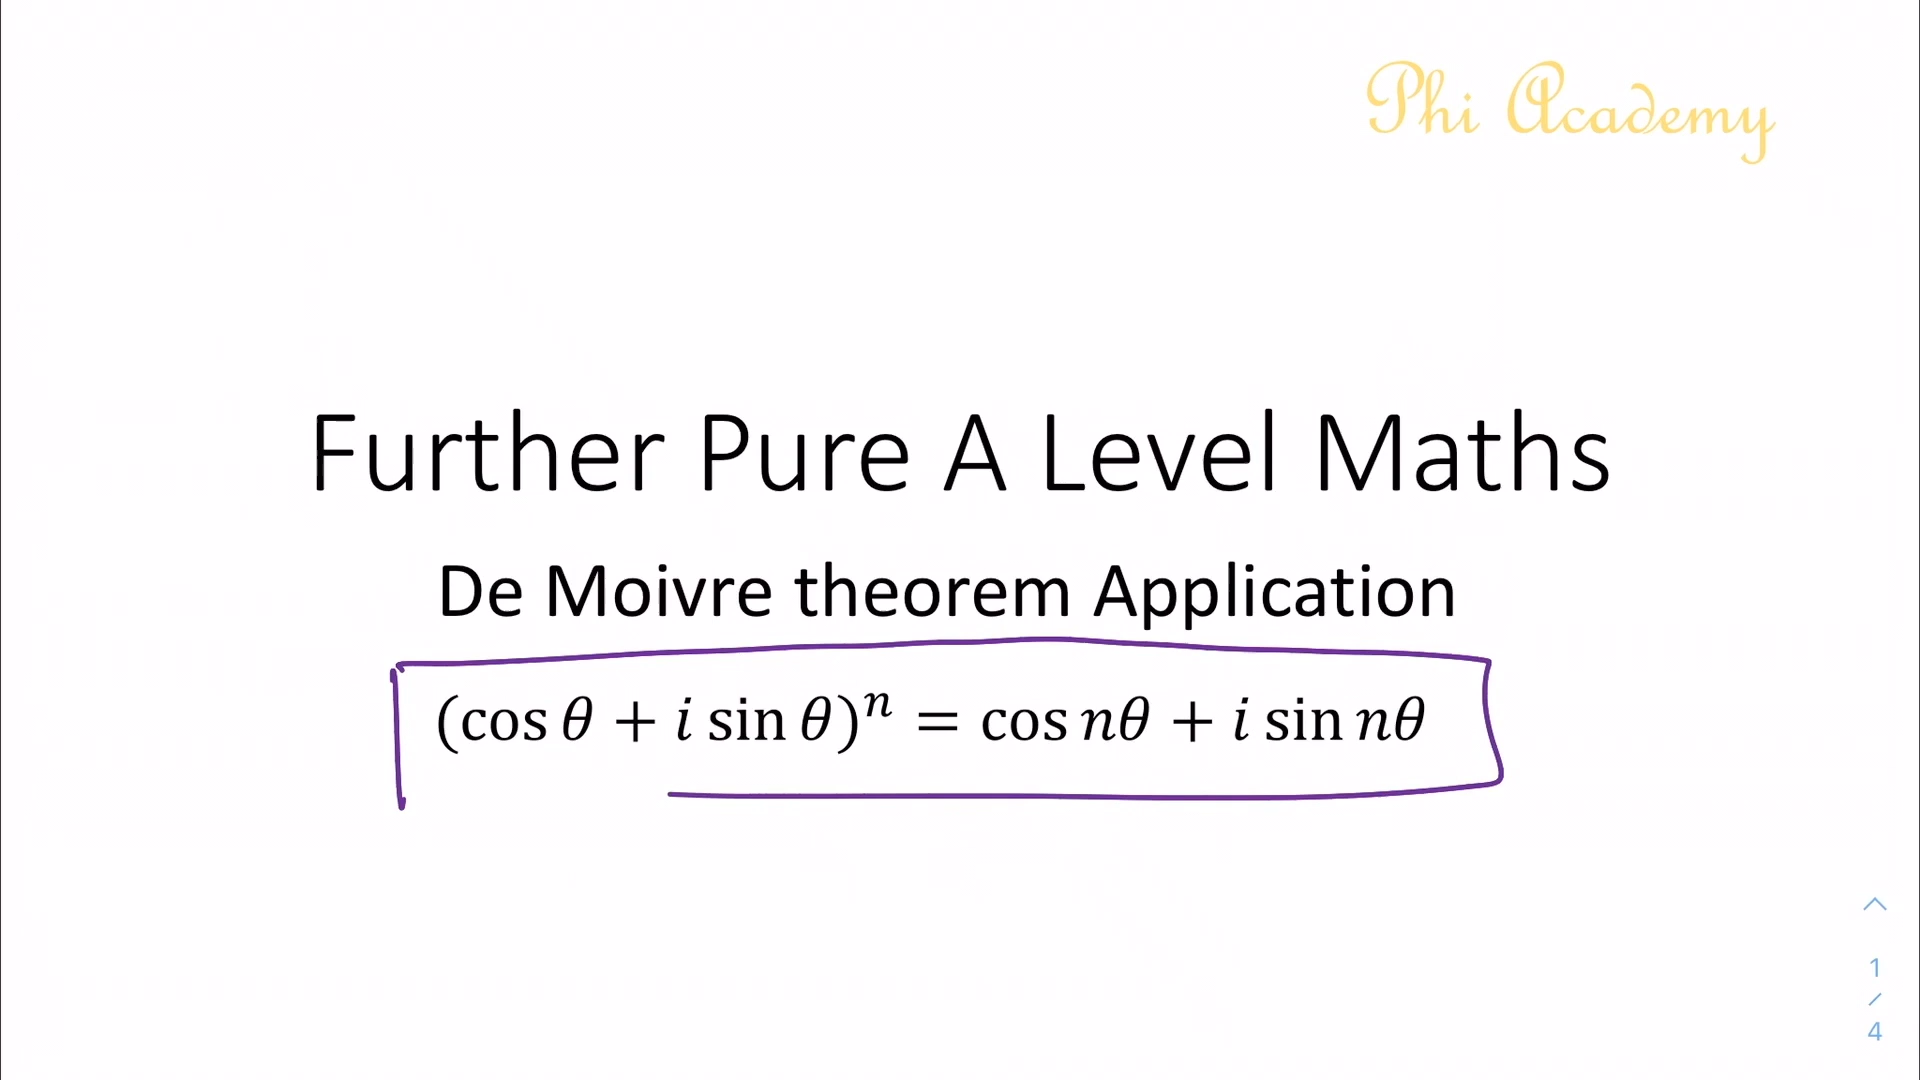 Phi Academy
Further Pure A Level Maths
De Moivre theorem Application
(cos θ + i sin θ)ⁿ = cos nθ + i sin nθ
1
/
4